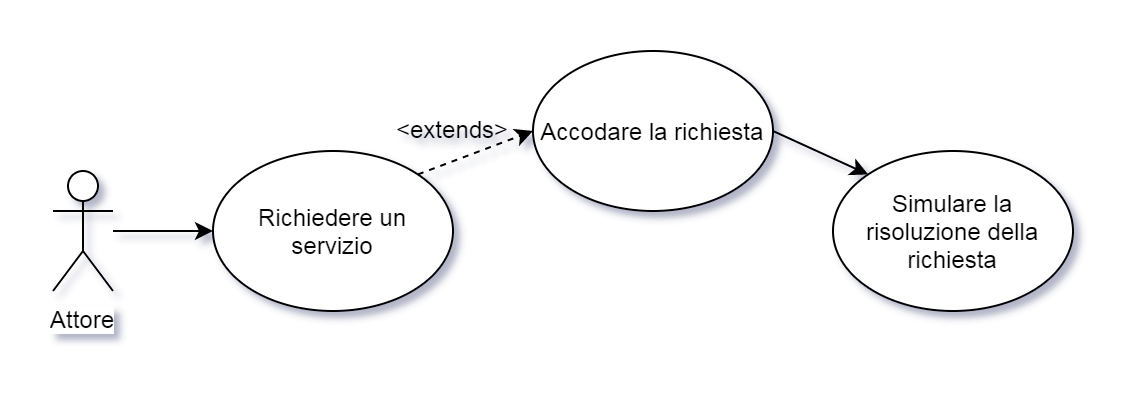 <extends>
Accodare la richiesta
Richiedere un
servizio
Simulare la
risoluzione della
richiesta
Attore